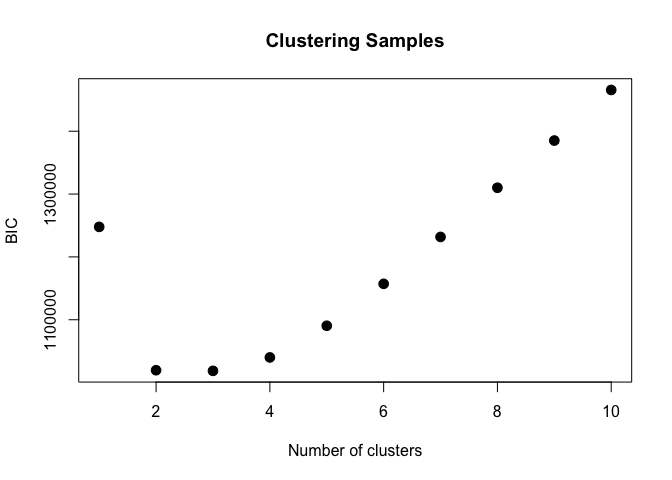 Clustering Samples
BIC
1300000
1100000
2 4 6 8 10
Number of clusters